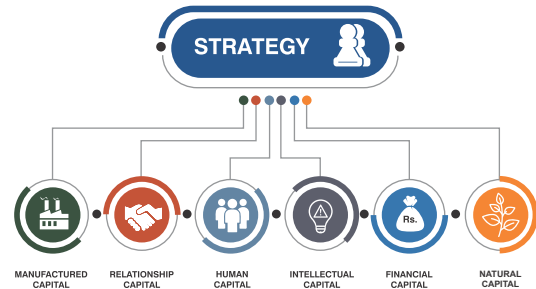 STRATEGY
Rs.
MANUFACTURED
CAPITAL
RELATIONSHIP
CAPITAL
HUMAN
CAPITAL
INTELLECTUAL
CAPITAL
FINANCIAL
CAPITAL
NATURAL
CAPITAL